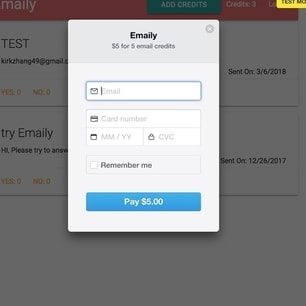 maily
ADD CREDITS
Credits: 3
TEST MO
TEST
kirkzhang49@gmail.c
Sent On: 3/6/2018
YES: 0 NO: 0
try Emaily
Hi, Please try to answ
Sent On: 12/26/2017
YES: 0 NO: 0
Emaily
$5 for 5 email credits
Email
Card number
MM / YY
CVC
Remember me
Pay $5.00